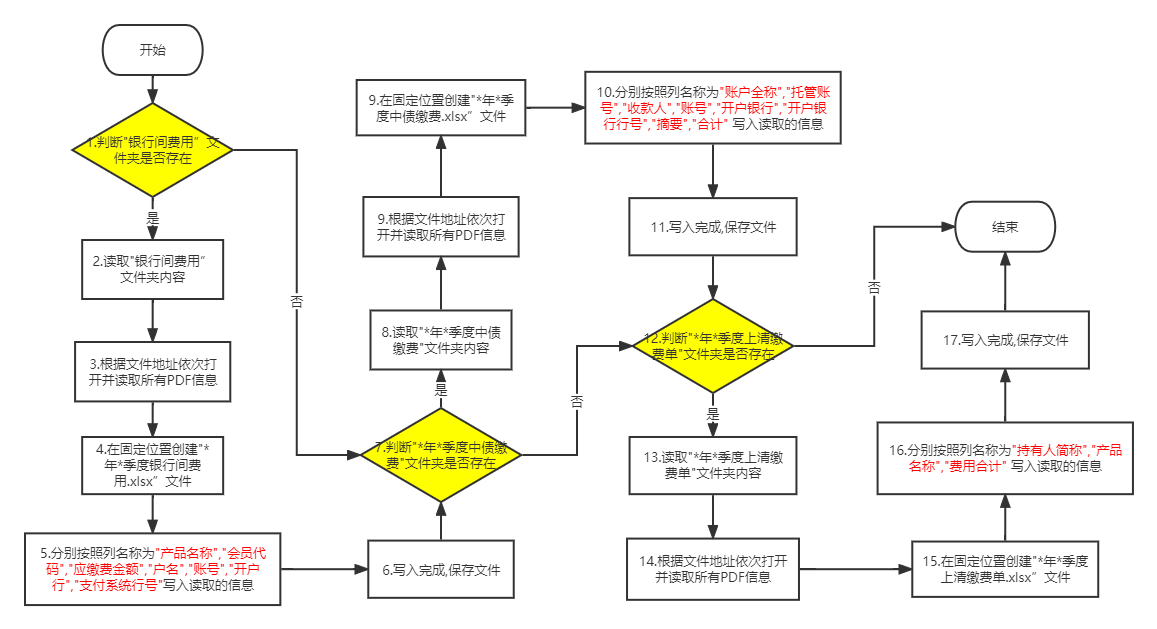 开始
1.判断"银行间费用”文
件夹是否存在
是
否
2.读取"银行间费用”
文件夹内容
3.根据文件地址依次打
开并读取所有PDF信息
4.在固定位置创建"*
年*季度银行间费
用.xlsx”文件
5.分别按照列名称为"产品名称","会员代
码","应缴费金额","户名","账号","开户
行","支付系统行号"写入读取的信息
6.写入完成,保存文件
7.判断"*年*季度中债缴
费"文件夹是否存在
是
否
8.读取"*年*季度中债
缴费"文件夹内容
9.根据文件地址依次打
开并读取所有PDF信息
9.在固定位置创建"*年*季
度中债缴费.xlsx”文件
10.分别按照列名称为"账户全称","托管账
号","收款人","账号","开户银行","开户银
行行号","摘要","合计" 写入读取的信息
11.写入完成,保存文件
12.判断"*年*季度上清缴
费单"文件夹是否存在
是
否
13.读取"*年*季度上清缴
费单"文件夹内容
14.根据文件地址依次打开
并读取所有PDF信息
15.在固定位置创建"*年*季度
上清缴费单.xlsx”文件
16.分别按照列名称为"持有人简称","产品
名称","费用合计" 写入读取的信息
17.写入完成,保存文件
结束